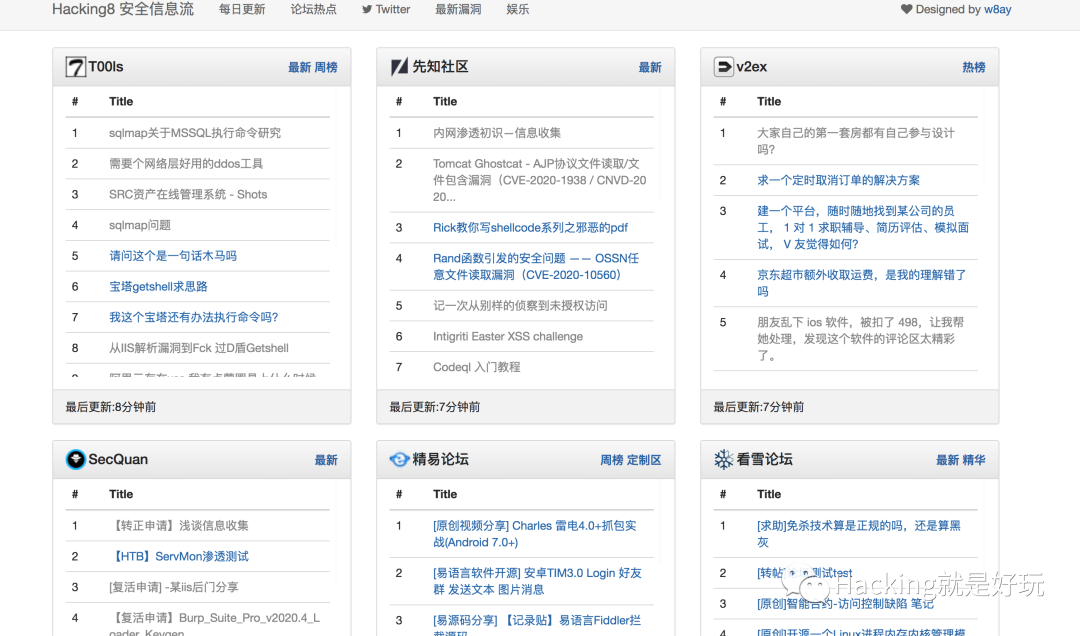 Hacking8 安全信息流 每日更新 论坛热点 Twitter 最新漏洞 娱乐 Designed by w8ay
T00ls 最新 周榜
# Title
1 sqlmap关于MSSQL执行命令研究
2 需要个网络层好用的ddos工具
3 SRC资产在线管理系统 - Shots
4 sqlmap问题
5 请问这个是一句话木马吗
6 宝塔getshell求思路
7 我这个宝塔还有办法执行命令吗?
8 从IIS解析漏洞到Fck 过D盾Getshell
最后更新:8分钟前
先知社区 最新
# Title
1 内网渗透初识—信息收集
2 Tomcat Ghostcat - AJP协议文件读取/文
件包含漏洞（CVE-2020-1938 / CNVD-20
20...
3 Rick教你写shellcode系列之邪恶的pdf
4 Rand函数引发的安全问题 —— OSSN任
意文件读取漏洞（CVE-2020-10560）
5 记一次从别样的侦察到未授权访问
6 Intigriti Easter XSS challenge
7 Codeql 入门教程
最后更新:7分钟前
v2ex 热榜
# Title
1 大家自己的第一套房都有自己参与设计
吗?
2 求一个定时取消订单的解决方案
3 建一个平台，随时随地找到某公司的员
工， 1 对 1 求职辅导、简历评估、模拟面
试， V 友觉得如何?
4 京东超市额外收取运费，是我的理解错了
吗
5 朋友乱下 ios 软件，被扣了 498，让我帮
她处理，发现这个软件的评论区太精彩
了。
最后更新:7分钟前
SecQuan 最新
# Title
1 【转正申请】浅谈信息收集
2 【HTB】ServMon渗透测试
3 [复活申请] -某iis后门分享
4 【复活申请】Burp_Suite_Pro_v2020.4_L
oader_Keygen
精易论坛 周榜 定制区
# Title
1 [原创视频分享] Charles 雷电4.0+抓包实
战(Android 7.0+)
2 [易语言软件开源] 安卓TIM3.0 Login 好友
群 发送文本 图片消息
3 [易源码分享] 【记录贴】易语言Fiddler拦
截源码
看雪论坛 最新 精华
# Title
1 [求助]免杀技术算是正规的吗，还是算黑
灰
2 [转帖] 测试test
3 [原创]智能合约-访问控制缺陷 笔记
4 [原创]开源一个Linux进程内存内核管理模
Hacking就是好玩